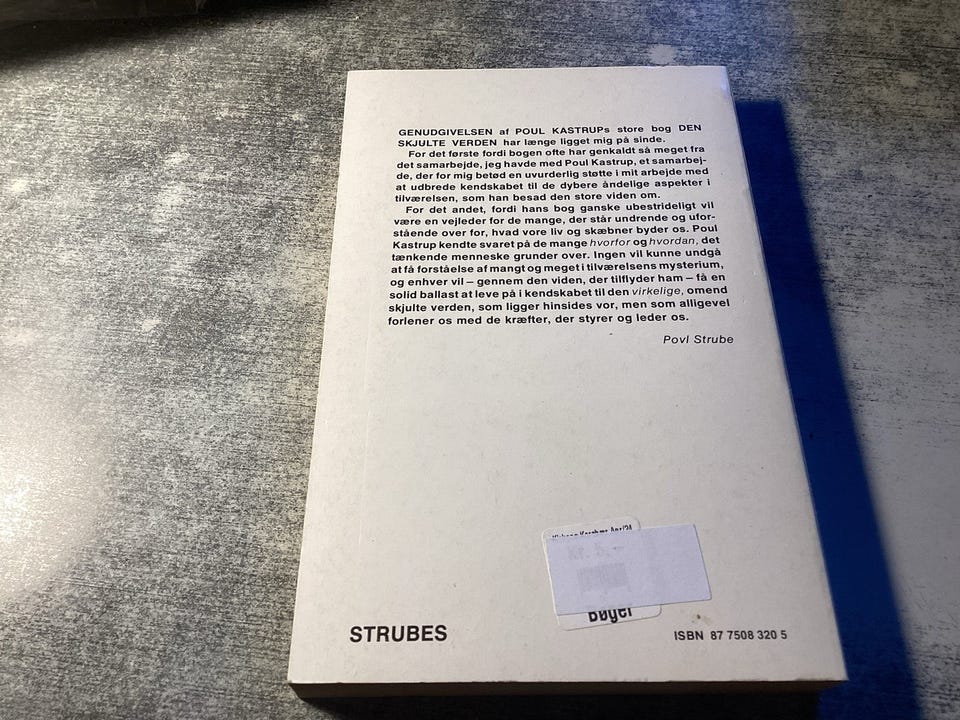 GENUDGIVELSEN af POUL KASTRUPs store bog DEN
SKJULTE VERDEN har længe ligget mig på sinde.
For det første fordi bogen ofte har genkaldt så meget fra
det samarbejde, jeg havde med Poul Kastrup, et samarbej-
de, der for mig betød en uvurderlig støtte i mit arbejde med
at udbrede kendskabet til de dybere åndelige aspekter i
tilværelsen, som han besad den store viden om.
For det andet, fordi hans bog ganske ubestrideligt vil
være en vejleder for de mange, der står undrende og ufor-
stående over for, hvad vore liv og skæbner byder os. Poul
Kastrup kendte svaret på de mange hvorfor og hvordan, det
tænkende menneske grunder over. Ingen vil kunne undgå
at få forståelse af mangt og meget i tilværelsens mysterium,
og enhver vil – gennem den viden, der tilflyder ham – få en
solid ballast at leve på i kendskabet til den virkelige, omend
skjulte verden, som ligger hinsides vor, men som alligevel
forlener os med de kræfter, der styrer og leder os.
Povl Strube
Kr. 5,-
Bøger
STRUBES
ISBN 87 7508 320 5